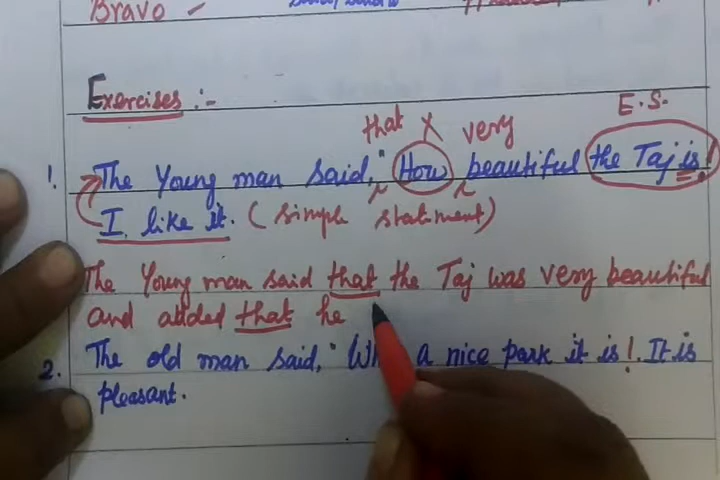 Bravo -
Exercises :-
that X very E.S.
1. The Young man said, " How beautiful the Taj is!
I like it. (simple statement)
The Young man said that the Taj was very beautiful
and added that he
2. The old man said, " a nice park it is!. It is
pleasant.